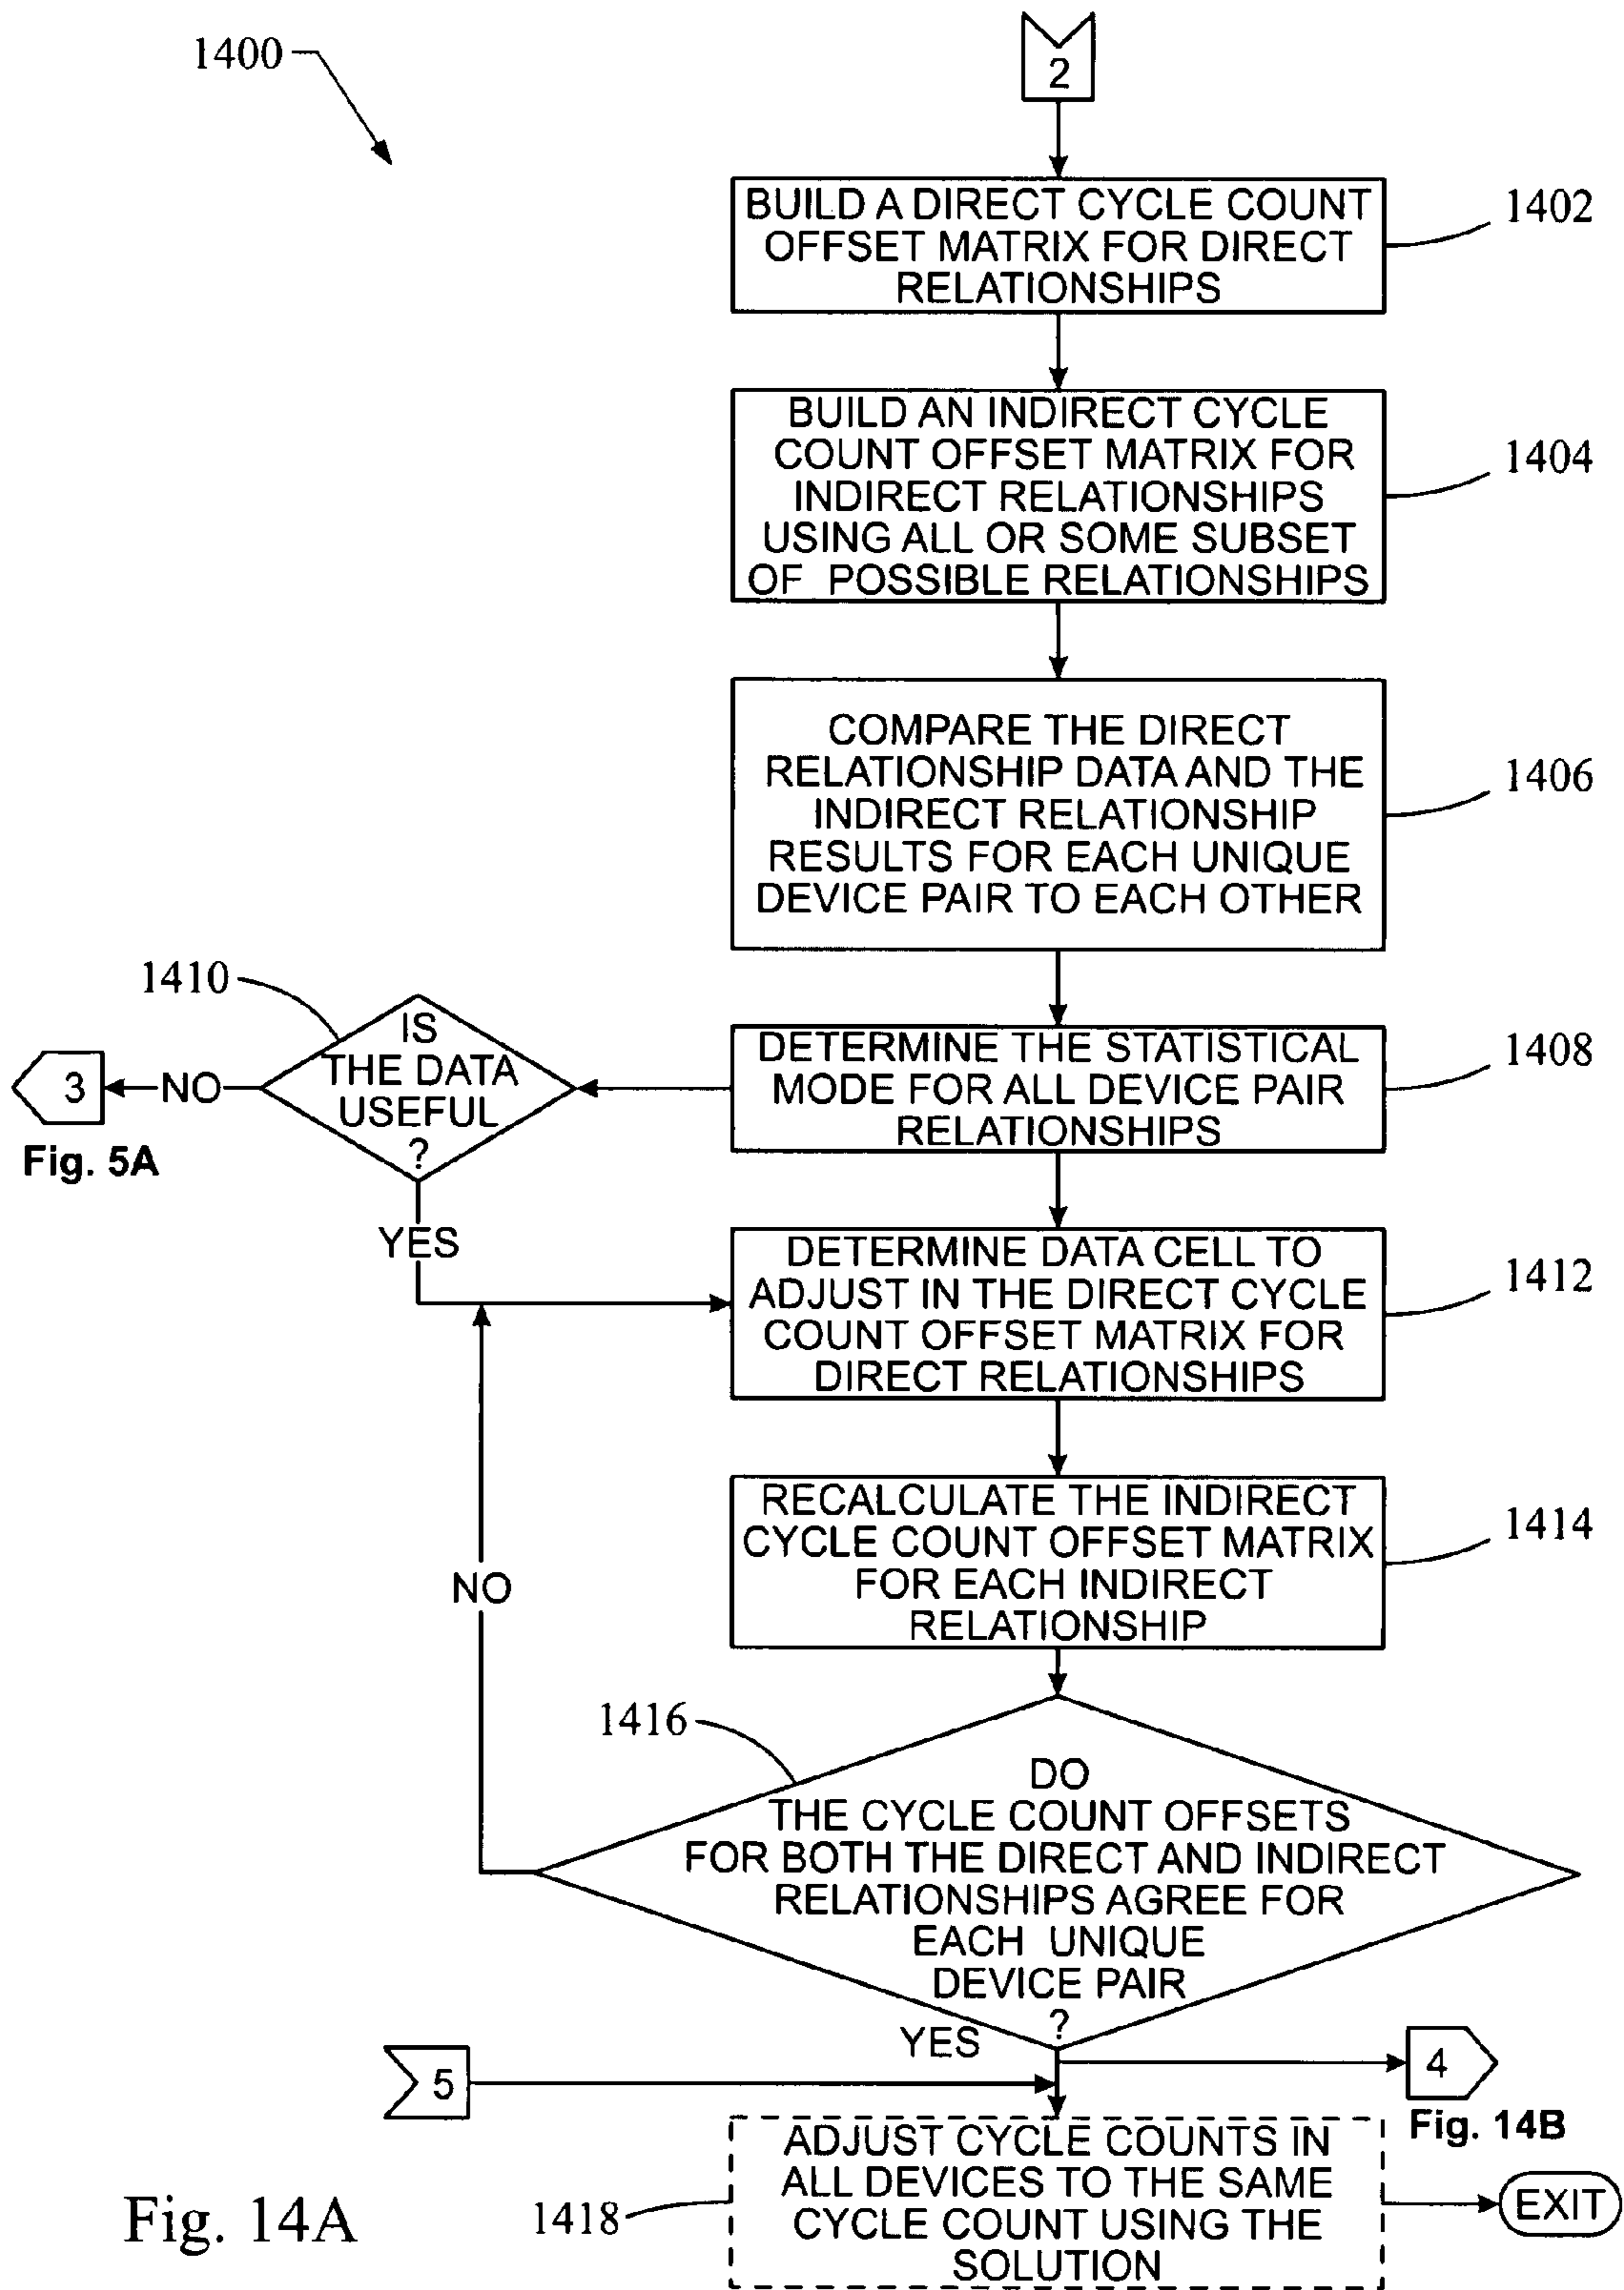 1400
2
BUILD A DIRECT CYCLE COUNT
OFFSET MATRIX FOR DIRECT
RELATIONSHIPS
1402
BUILD AN INDIRECT CYCLE
COUNT OFFSET MATRIX FOR
INDIRECT RELATIONSHIPS
USING ALL OR SOME SUBSET
OF POSSIBLE RELATIONSHIPS
1404
COMPARE THE DIRECT
RELATIONSHIP DATA AND THE
INDIRECT RELATIONSHIP
RESULTS FOR EACH UNIQUE
DEVICE PAIR TO EACH OTHER
1406
1410
IS
THE DATA
USEFUL
?
NO
3
Fig. 5A
YES
DETERMINE THE STATISTICAL
MODE FOR ALL DEVICE PAIR
RELATIONSHIPS
1408
DETERMINE DATA CELL TO
ADJUST IN THE DIRECT CYCLE
COUNT OFFSET MATRIX FOR
DIRECT RELATIONSHIPS
1412
RECALCULATE THE INDIRECT
CYCLE COUNT OFFSET MATRIX
FOR EACH INDIRECT
RELATIONSHIP
1414
NO
1416
DO
THE CYCLE COUNT OFFSETS
FOR BOTH THE DIRECT AND INDIRECT
RELATIONSHIPS AGREE FOR
EACH UNIQUE
DEVICE PAIR
?
YES
5
4
Fig. 14B
ADJUST CYCLE COUNTS IN
ALL DEVICES TO THE SAME
CYCLE COUNT USING THE
SOLUTION
1418
EXIT
Fig. 14A